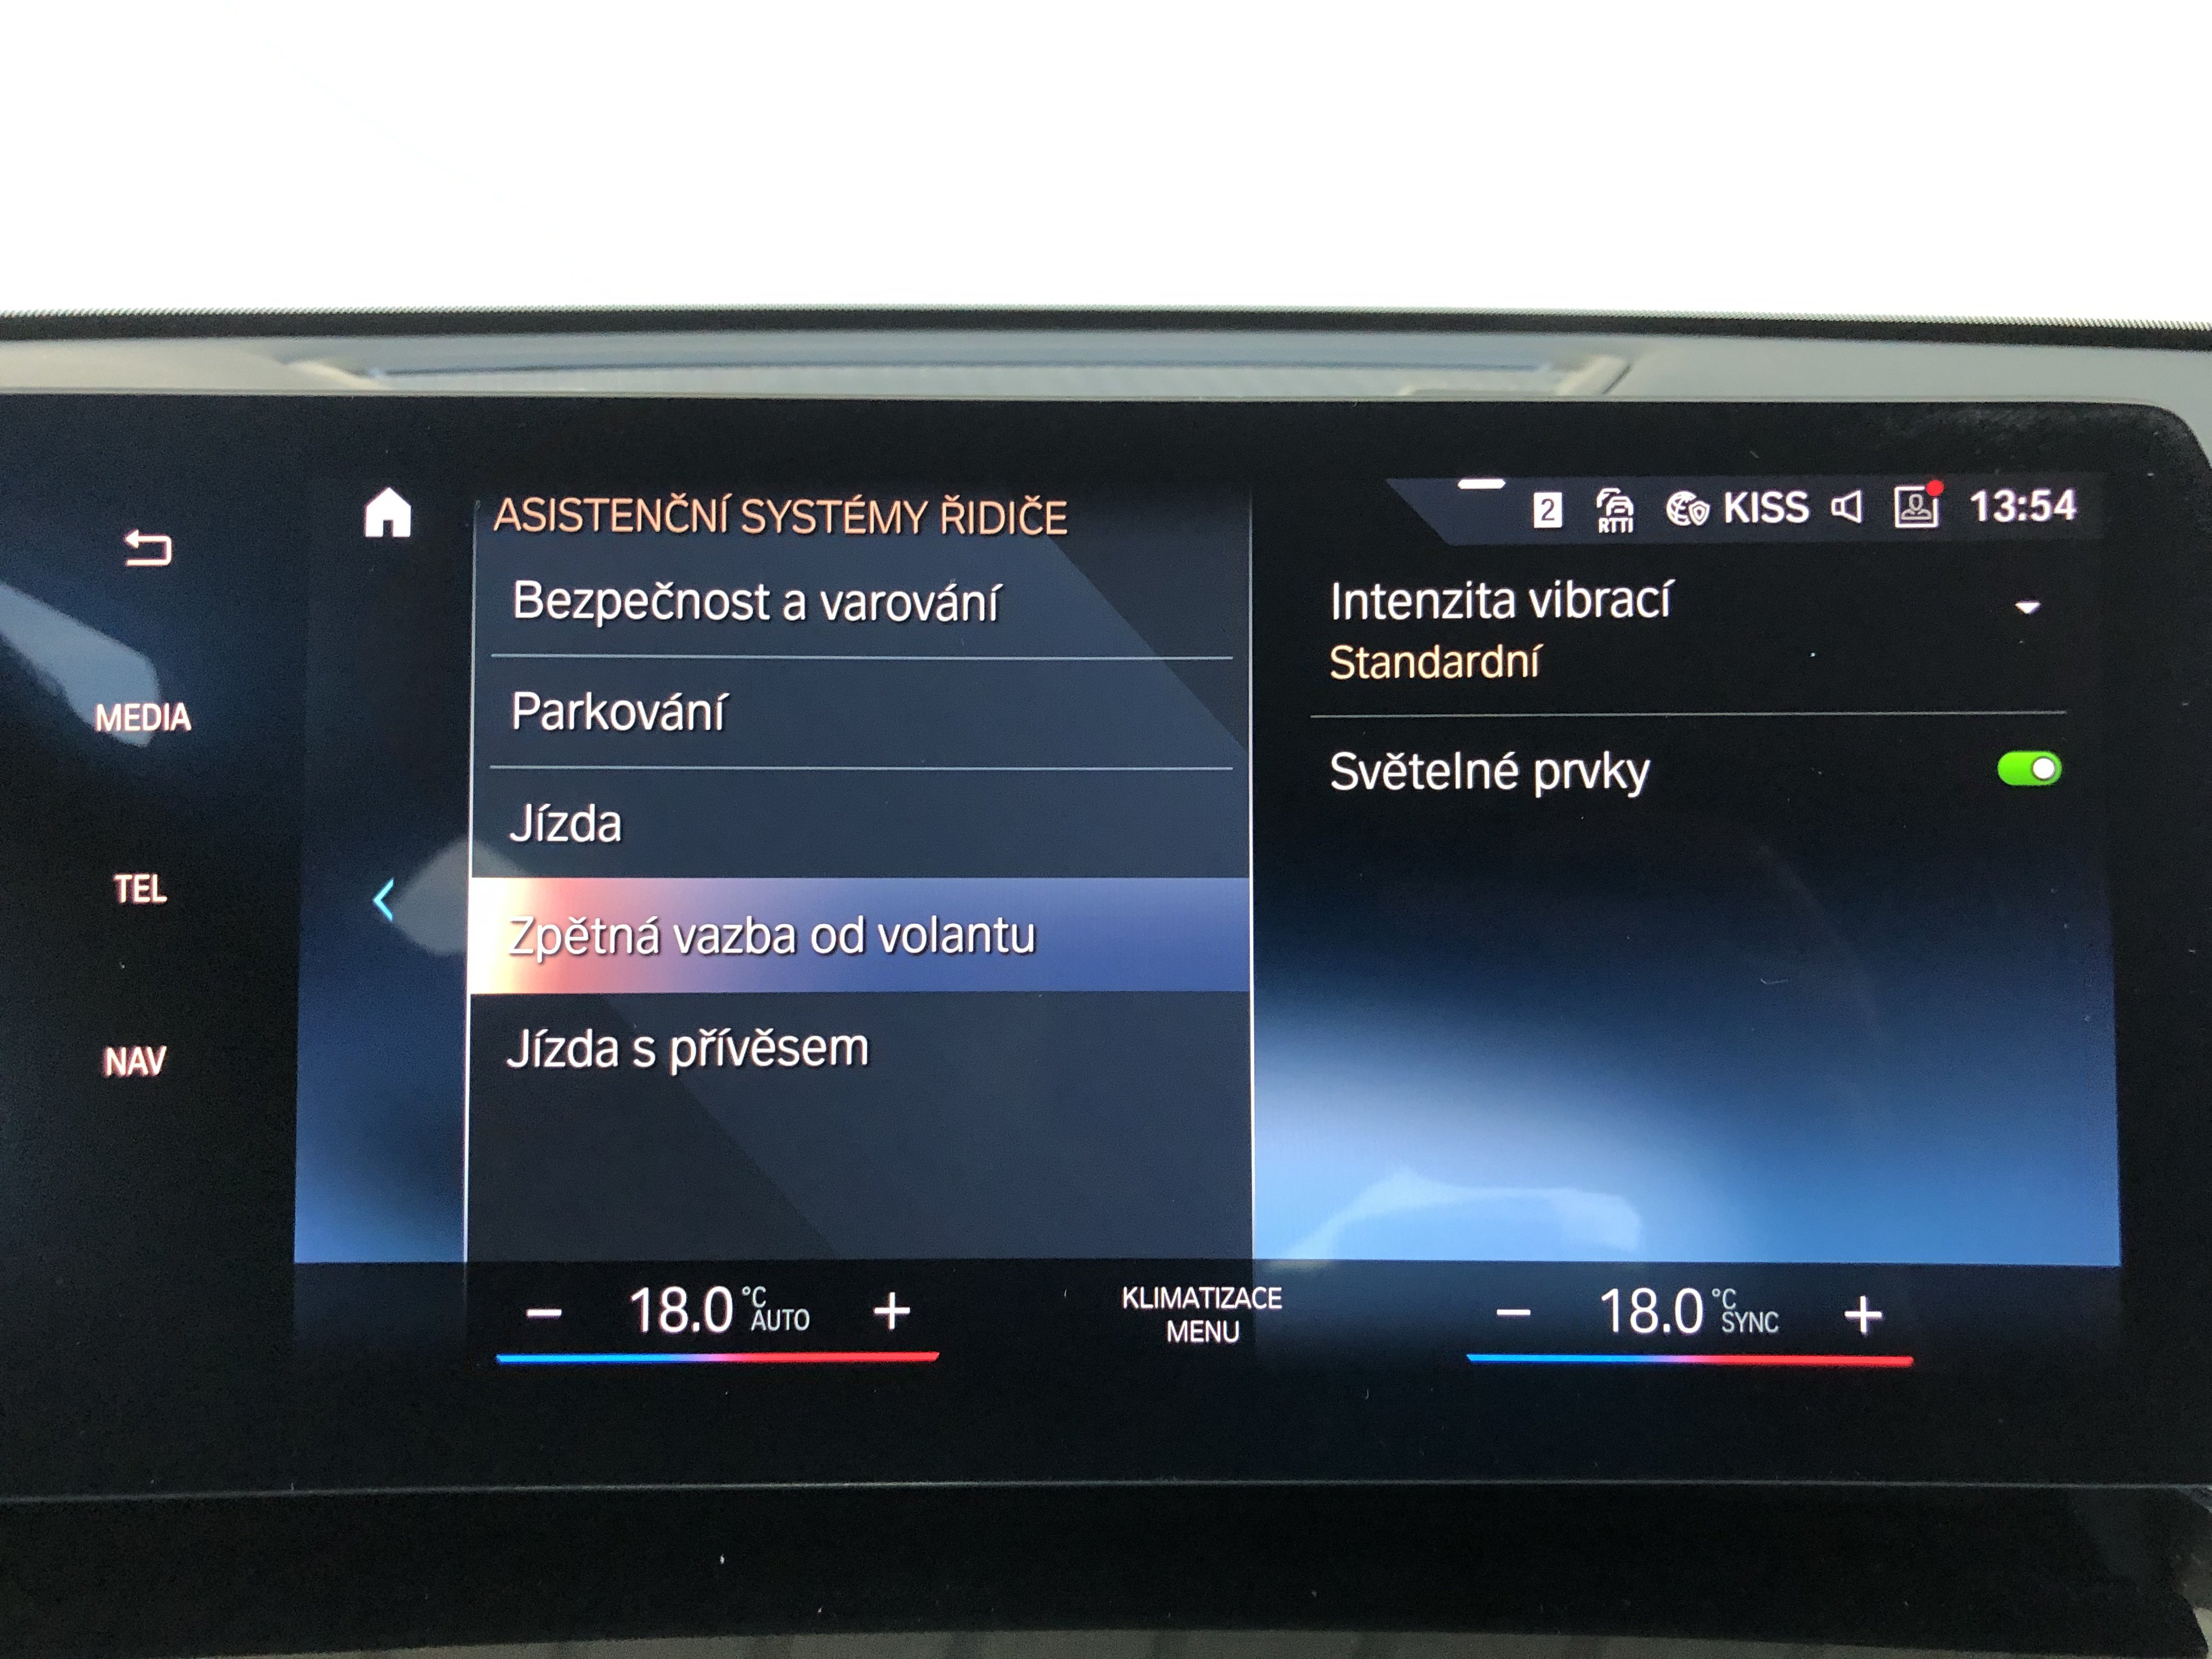 ASISTENČNÍ SYSTÉMY ŘIDIČE
2 RTTI KISS 13:54
MEDIA
TEL
NAV
Bezpečnost a varování
Parkování
Jízda
Zpětná vazba od volantu
Jízda s přívěsem
Intenzita vibrací
Standardní
Světelné prvky
− 18.0 °C AUTO +
KLIMATIZACE
MENU
− 18.0 °C SYNC +